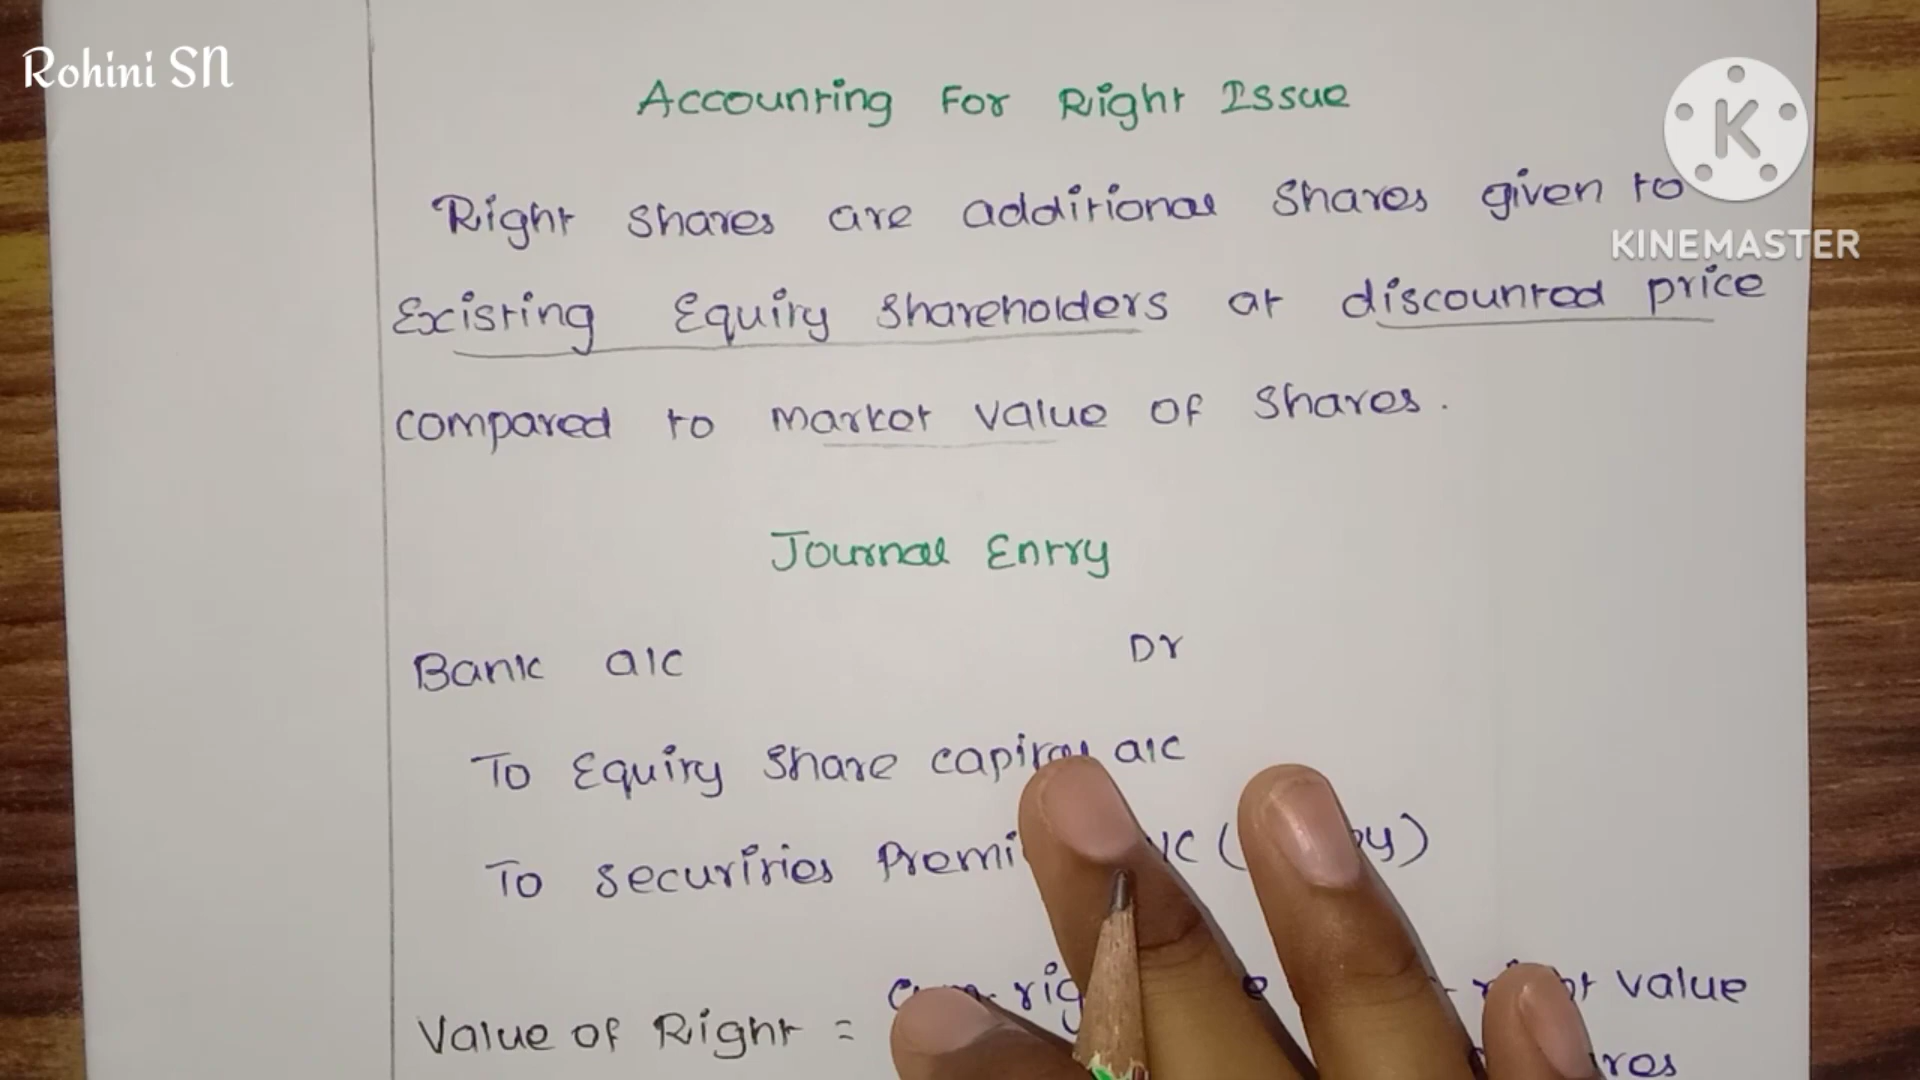 Rohini SN
Accounting For Right Issue
Right shares are additional shares given to
KINEMASTER
Existing Equity shareholders at discounted price
compared to market value of shares.
Journal Entry
Bank a/c Dr
To Equity share capital a/c
To securities
Value of Right = value